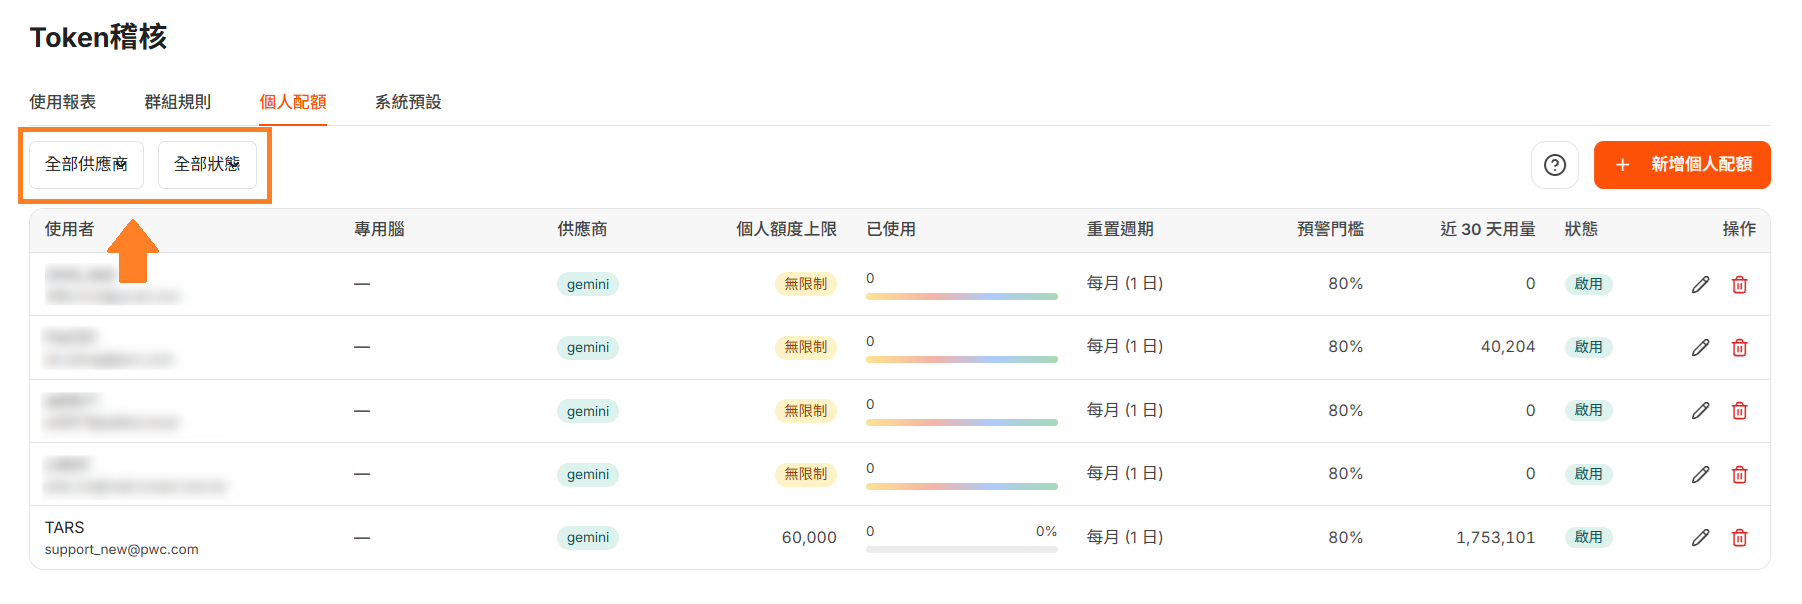 Token稽核
使用報表 群組規則 個人配額 系統預設
全部供應商 全部狀態 + 新增個人配額
使用者 專用腦 供應商 個人額度上限 已使用 重置週期 預警門檻 近 30 天用量 狀態 操作
— gemini 無限制 0 每月 (1 日) 80% 0 啟用
— gemini 無限制 0 每月 (1 日) 80% 40,204 啟用
— gemini 無限制 0 每月 (1 日) 80% 0 啟用
— gemini 無限制 0 每月 (1 日) 80% 0 啟用
TARS
support_new@pwc.com — gemini 60,000 0 0% 每月 (1 日) 80% 1,753,101 啟用